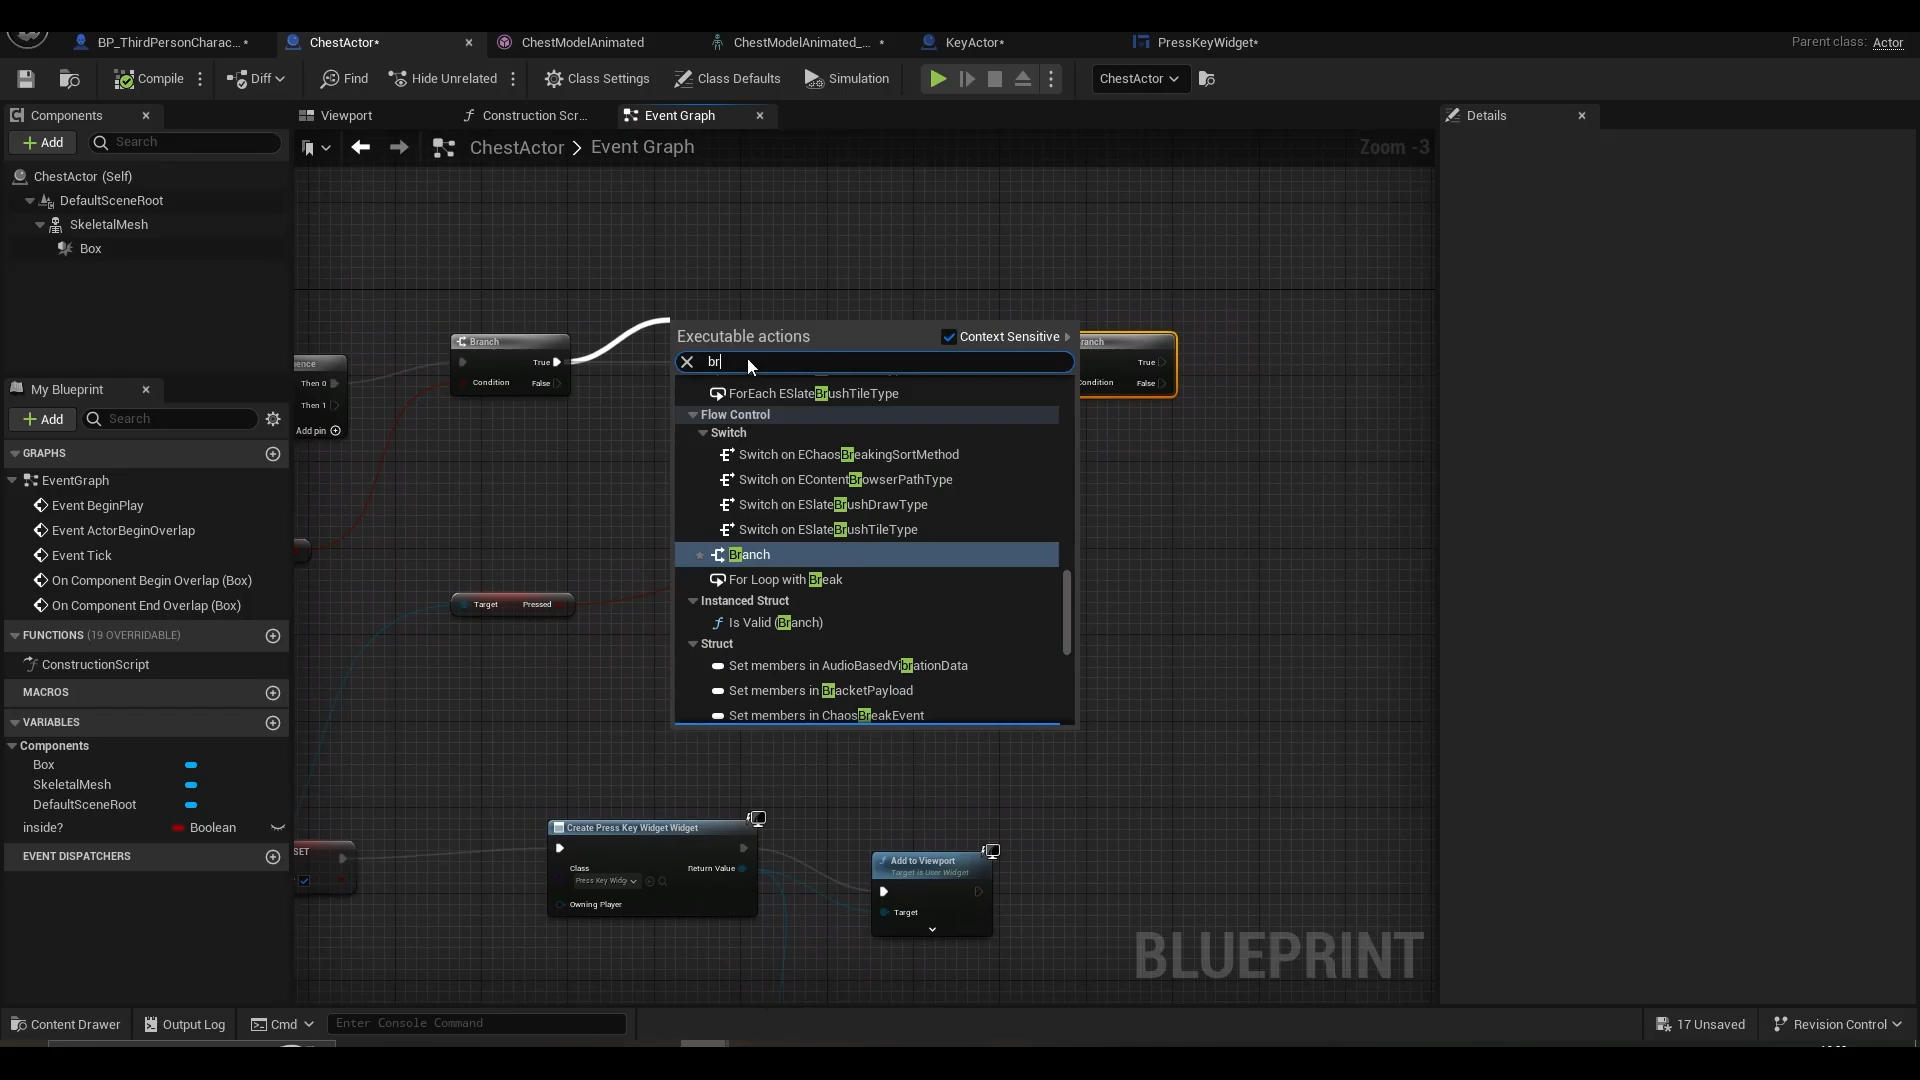 BP_ThirdPersonCharac... *
ChestActor*
ChestModelAnimated
ChestModelAnimated_... *
KeyActor*
PressKeyWidget*
Parent class: Actor
Compile
Diff
Find
Hide Unrelated
Class Settings
Class Defaults
Simulation
ChestActor
Components
Add
Search
ChestActor (Self)
DefaultSceneRoot
SkeletalMesh
Box
My Blueprint
Add
Search
GRAPHS
EventGraph
Event BeginPlay
Event ActorBeginOverlap
Event Tick
On Component Begin Overlap (Box)
On Component End Overlap (Box)
FUNCTIONS (19 OVERRIDABLE)
ConstructionScript
MACROS
VARIABLES
Components
Box
SkeletalMesh
DefaultSceneRoot
inside? Boolean
EVENT DISPATCHERS
Viewport
Construction Scr...
Event Graph
ChestActor > Event Graph
Zoom -3
ence
Then 0
Then 1
Add pin
Branch
True
Condition
False
Target
Pressed
Executable actions
Context Sensitive
br
ForEach ESlateBrushTileType
Flow Control
Switch
Switch on EChaosBreakingSortMethod
Switch on EContentBrowserPathType
Switch on ESlateBrushDrawType
Switch on ESlateBrushTileType
Branch
For Loop with Break
Instanced Struct
Is Valid (Branch)
Struct
Set members in AudioBasedVibrationData
Set members in BracketPayload
Set members in ChaosBreakEvent
ranch
True
ondition
False
SET
Create Press Key Widget Widget
Class
Press Key Widg
Return Value
Owning Player
Add to Viewport
Target is User Widget
Target
BLUEPRINT
Details
Content Drawer
Output Log
Cmd
Enter Console Command
17 Unsaved
Revision Control